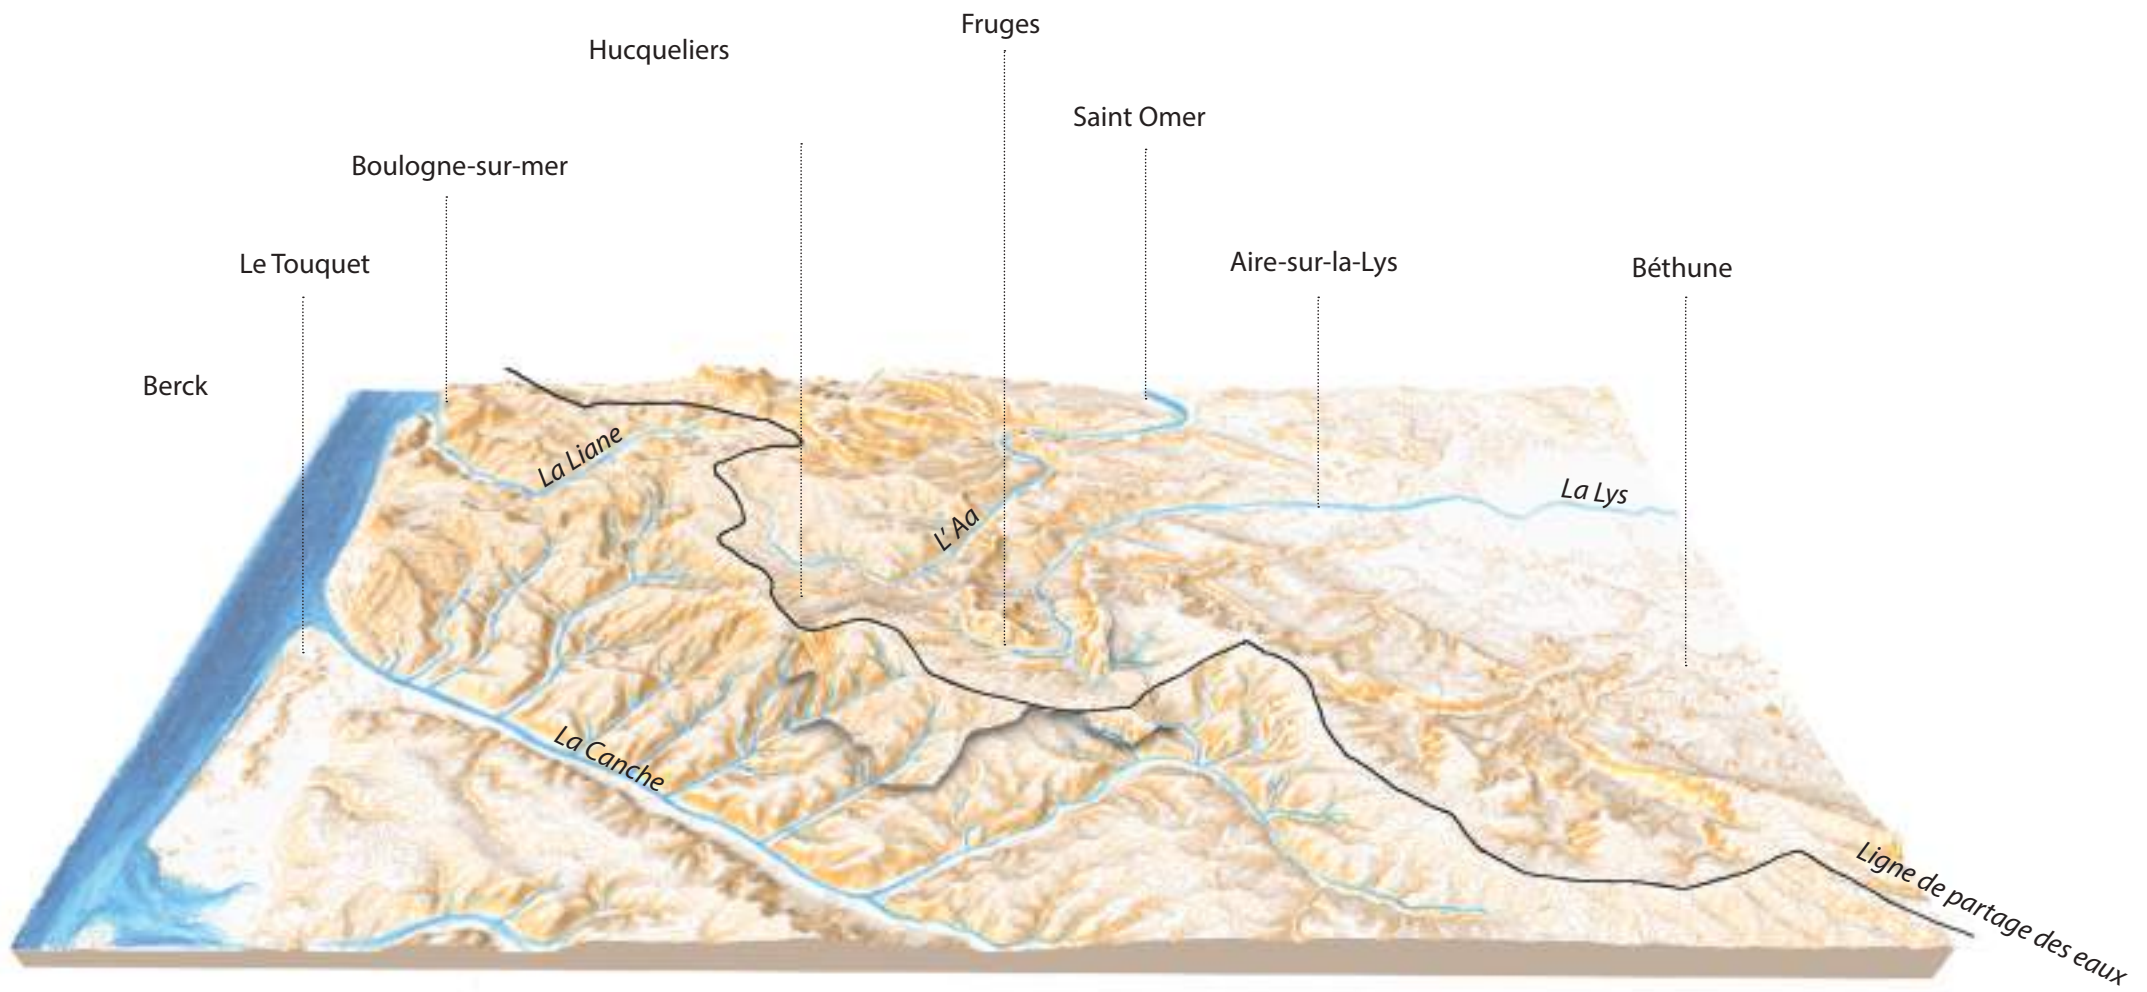 Fruges
Hucqueliers
Saint Omer
Boulogne-sur-mer
Le Touquet
Aire-sur-la-Lys
Béthune
Berck
La Liane
La Lys
L' Aa
La Canche
Ligne de partage des eaux